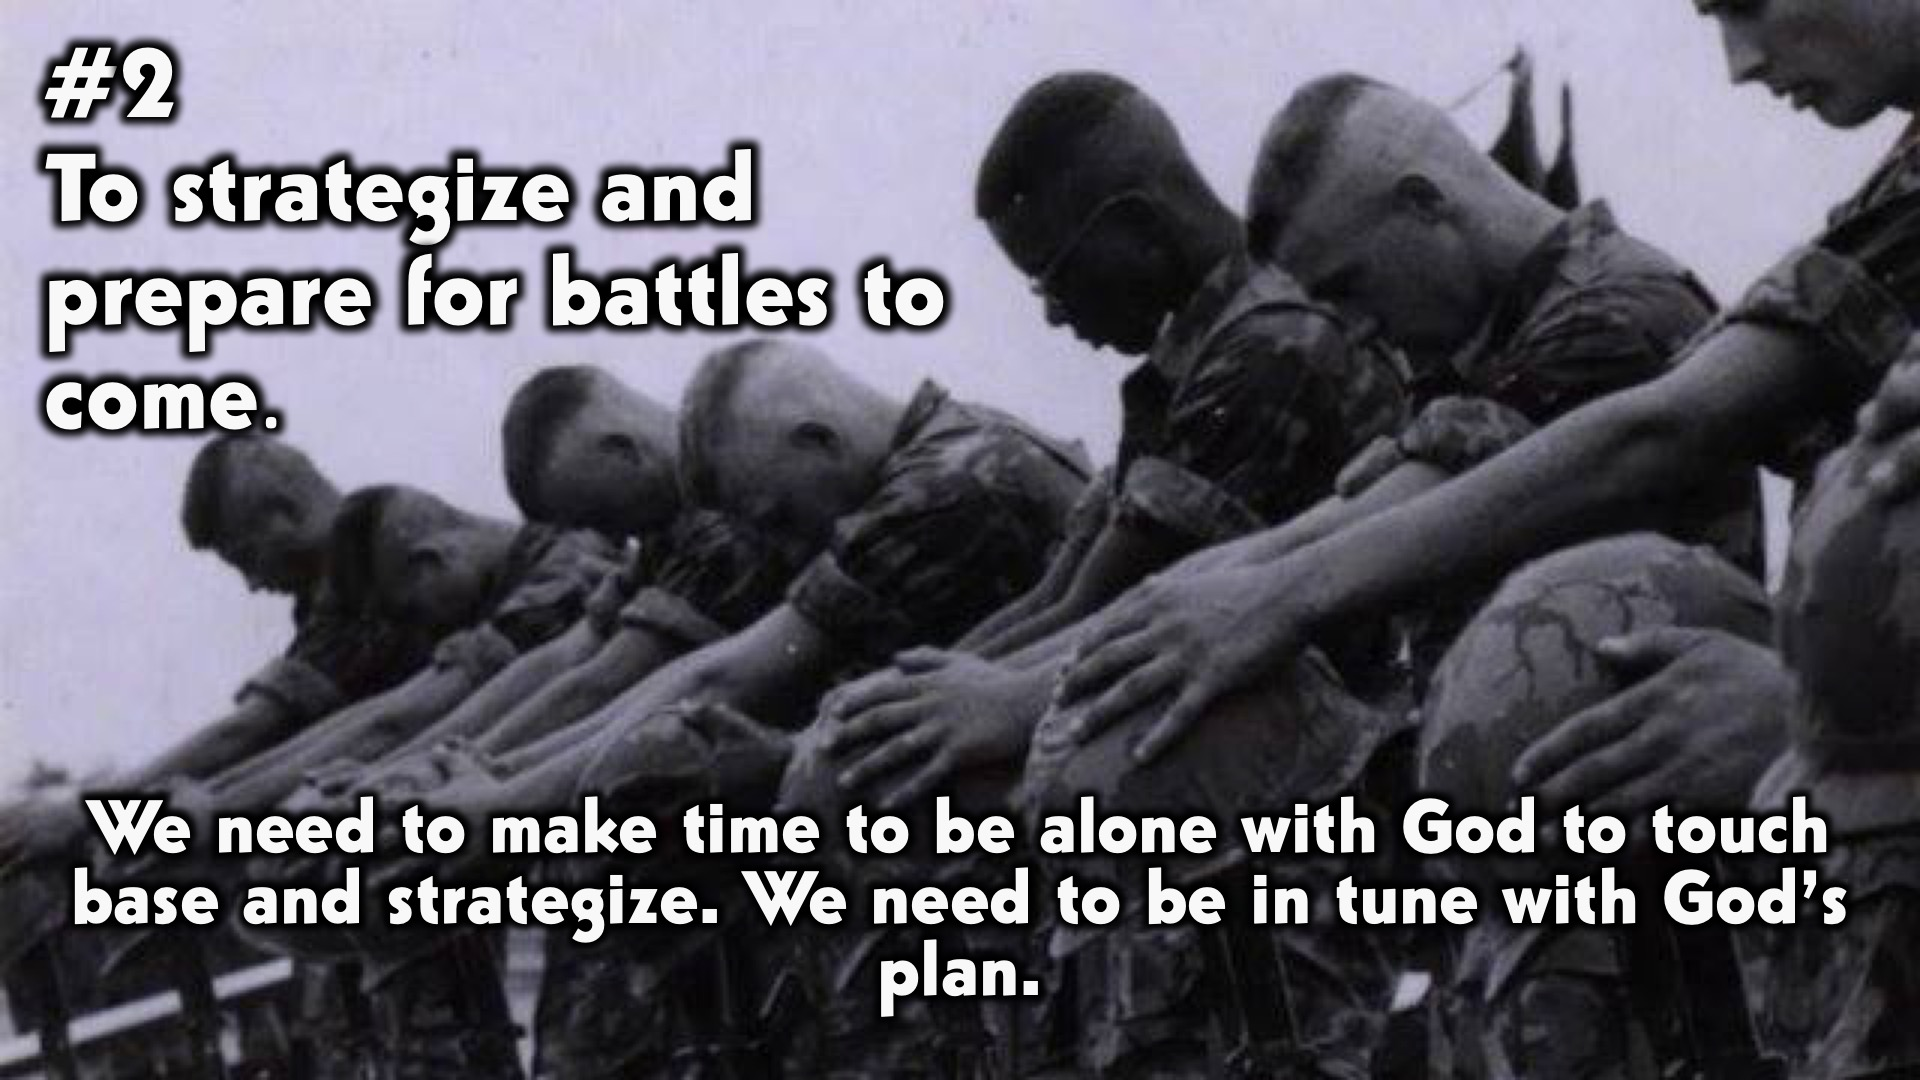 #2
To strategize and
prepare for battles to
come.
We need to make time to be alone with God to touch
base and strategize. We need to be in tune with God’s
plan.